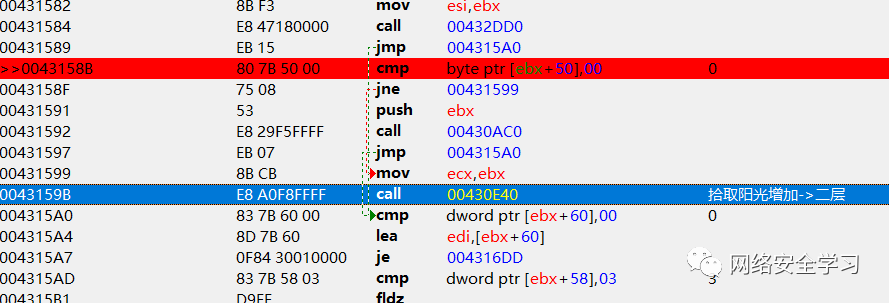 00431582 8B F3 mov esi,ebx
00431584 E8 47180000 call 00432DD0
00431589 EB 15 jmp 004315A0
>>0043158B 80 7B 50 00 cmp byte ptr [ebx+50],00 0
0043158F 75 08 jne 00431599
00431591 53 push ebx
00431592 E8 29F5FFFF call 00430AC0
00431597 EB 07 jmp 004315A0
00431599 8B CB mov ecx,ebx
0043159B E8 A0F8FFFF call 00430E40 拾取阳光增加->二层
004315A0 83 7B 60 00 cmp dword ptr [ebx+60],00 0
004315A4 8D 7B 60 lea edi,[ebx+60]
004315A7 0F84 30010000 je 004316DD
004315AD 83 7B 58 03 cmp dword ptr [ebx+58],03 3
004315B1 D9EE fldz
网络安全学习